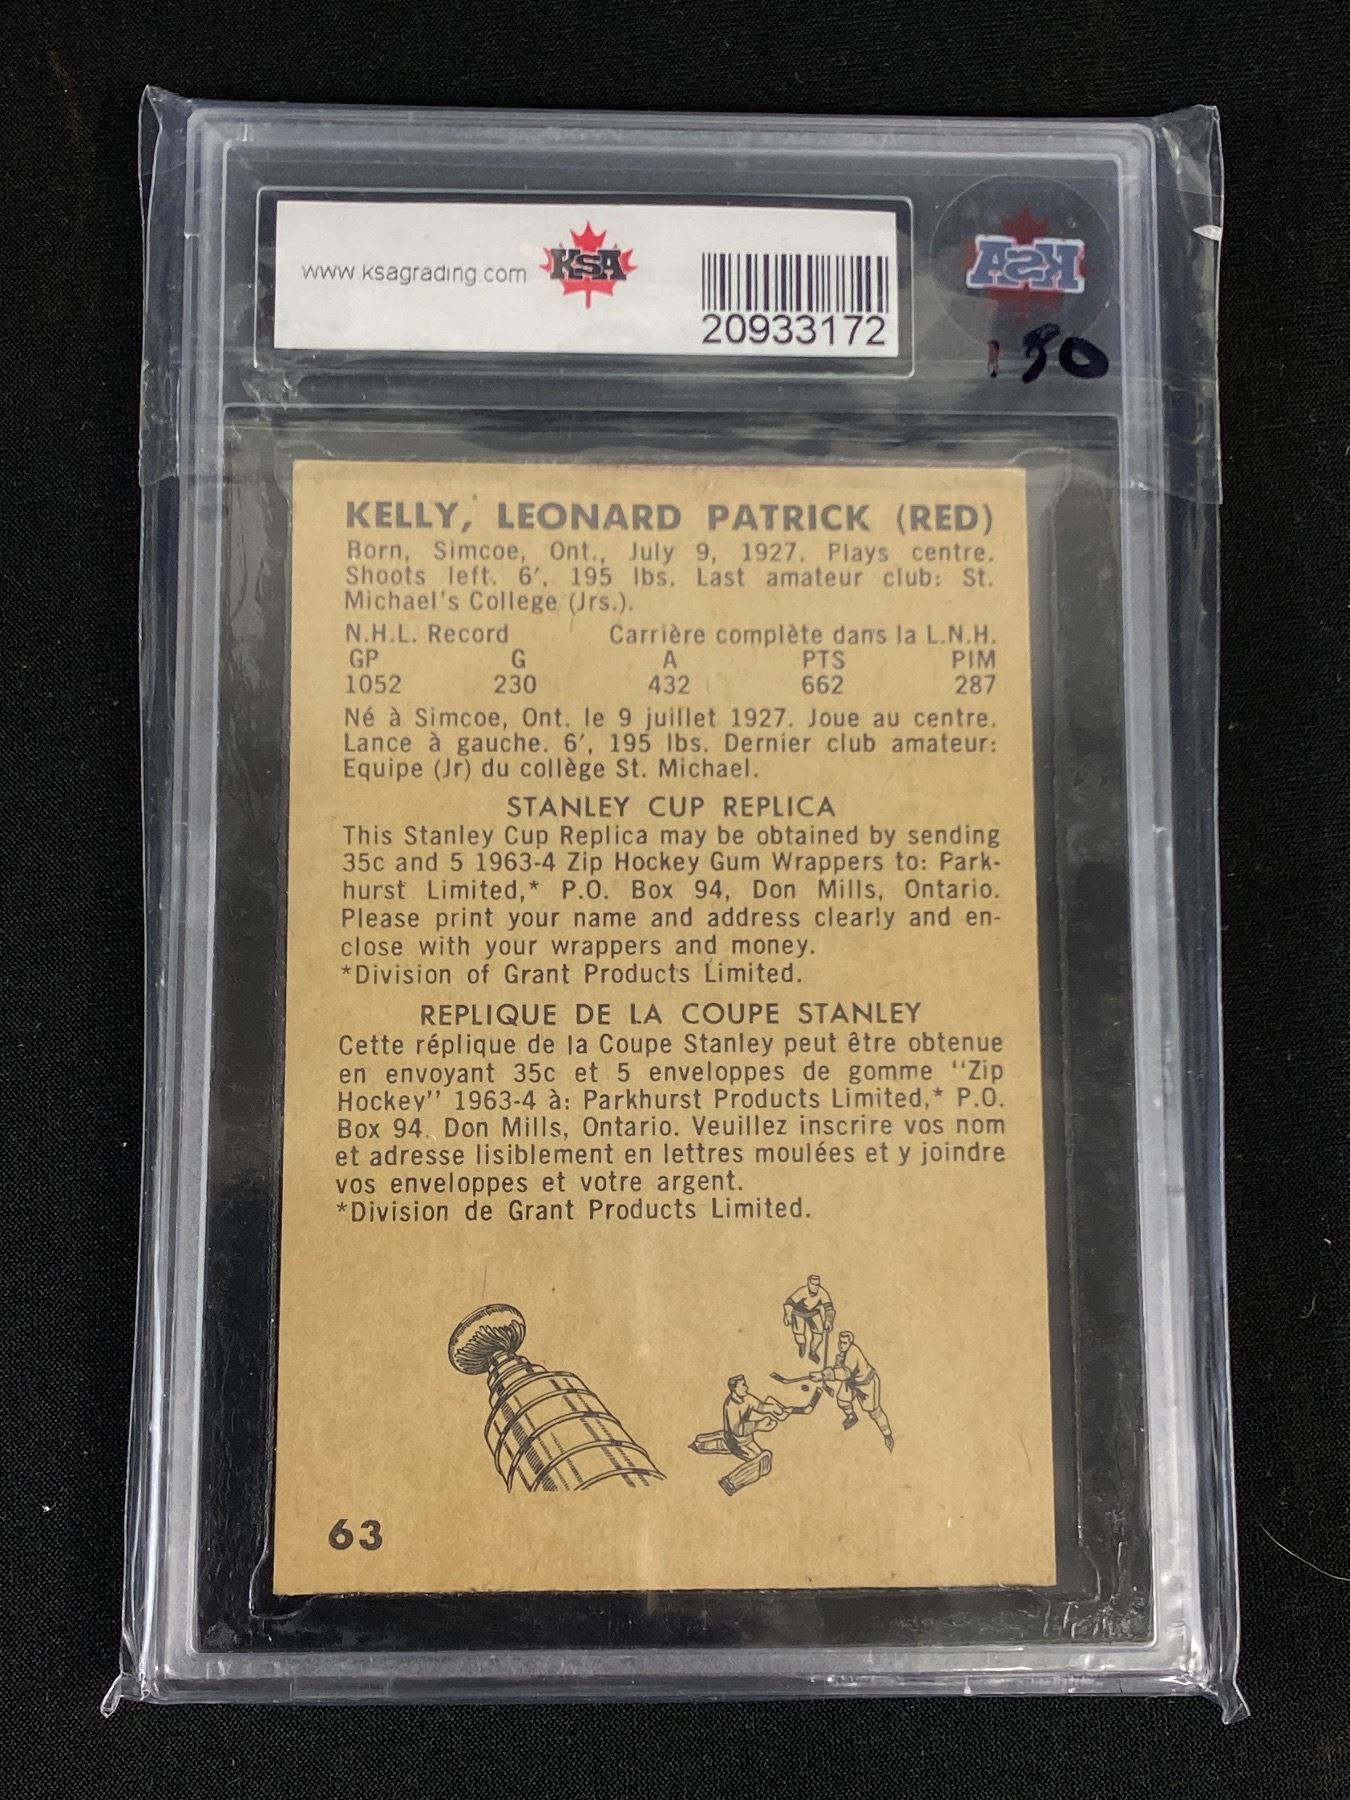 www.ksagrading.com
KSA
20933172
KSA
150
KELLY, LEONARD PATRICK (RED)
Born, Simcoe, Ont., July 9, 1927. Plays centre.
Shoots left. 6′, 195 lbs. Last amateur club: St.
Michael's College (Jrs.).
N.H.L. Record Carrière complète dans la L.N.H.
GP G A PTS PIM
1052 230 432 662 287
Né à Simcoe, Ont. le 9 juillet 1927. Joue au centre.
Lance à gauche. 6′, 195 lbs. Dernier club amateur:
Equipe (Jr) du collège St. Michael.
STANLEY CUP REPLICA
This Stanley Cup Replica may be obtained by sending
35c and 5 1963-4 Zip Hockey Gum Wrappers to: Park-
hurst Limited,* P.O. Box 94, Don Mills, Ontario.
Please print your name and address clearly and en-
close with your wrappers and money.
*Division of Grant Products Limited.
REPLIQUE DE LA COUPE STANLEY
Cette réplique de la Coupe Stanley peut être obtenue
en envoyant 35c et 5 enveloppes de gomme "Zip
Hockey" 1963-4 à: Parkhurst Products Limited,* P.O.
Box 94. Don Mills, Ontario. Veuillez inscrire vos nom
et adresse lisiblement en lettres moulées et y joindre
vos enveloppes et votre argent.
*Division de Grant Products Limited.
63